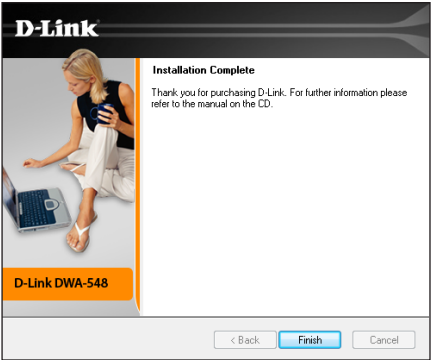 D-Link
Installation Complete
Thank you for purchasing D-Link. For further information please
refer to the manual on the CD.
D-Link DWA-548
< Back
Finish
Cancel